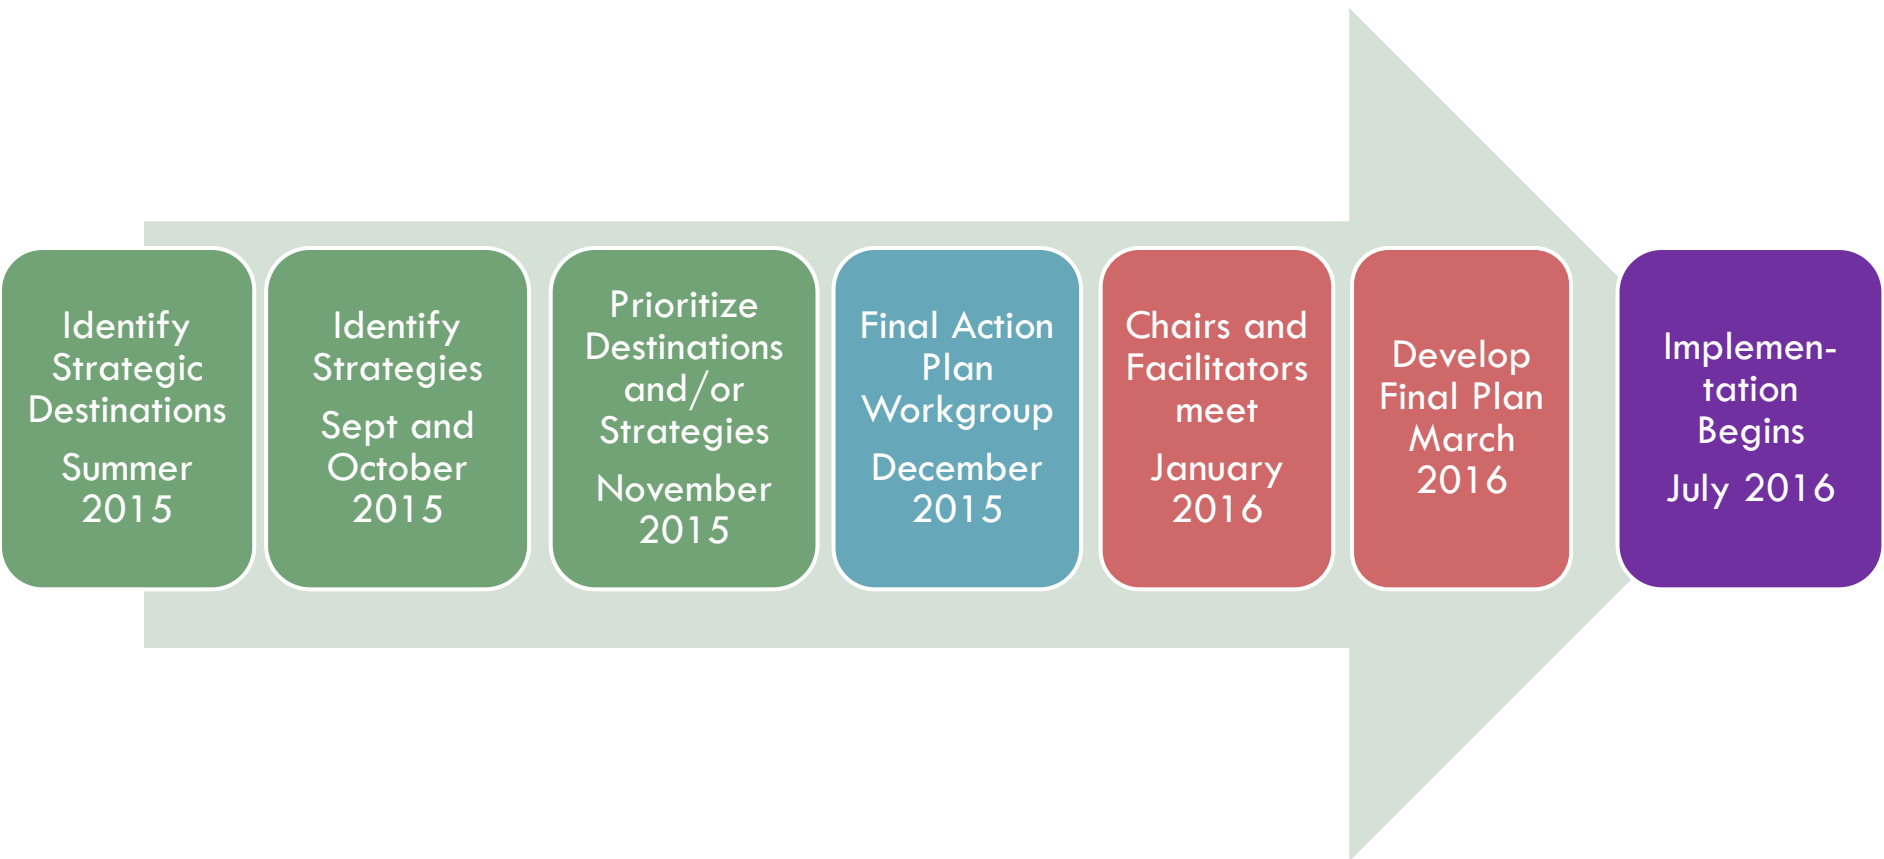 Identify
Strategic
Destinations
Summer
2015
Identify
Strategies
Sept and
October
2015
Prioritize
Destinations
and/or
Strategies
November
2015
Final Action
Plan
Workgroup
December
2015
Chairs and
Facilitators
meet
January
2016
Develop
Final Plan
March
2016
Implemen-
tation
Begins
July 2016